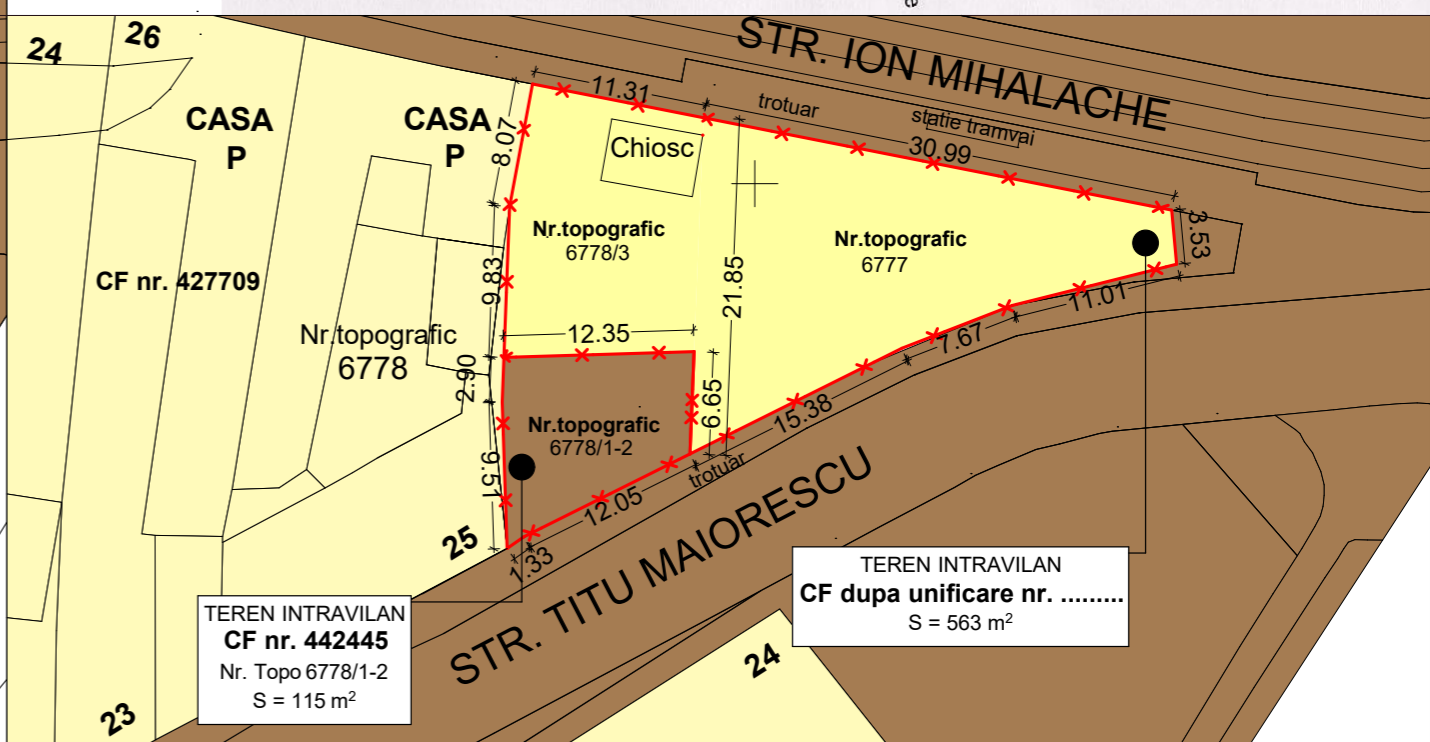 e
24
26
STR. ION MIHALACHE
CASA
P
CASA
P
11.31
trotuar
statie tramvai
30.99
8.07
Chiosc
3.53
Nr.topografic
6778/3
Nr.topografic
6777
CF nr. 427709
9.83
21.85
11.01
Nr.topografic
6778
12.35
7.67
2.90
6.65
15.38
Nr.topografic
6778/1-2
trotuar
9.51
12.05
25
1.33
STR. TITU MAIORESCU
TEREN INTRAVILAN
CF dupa unificare nr. .........
S = 563 m²
TEREN INTRAVILAN
CF nr. 442445
Nr. Topo 6778/1-2
S = 115 m²
24
23